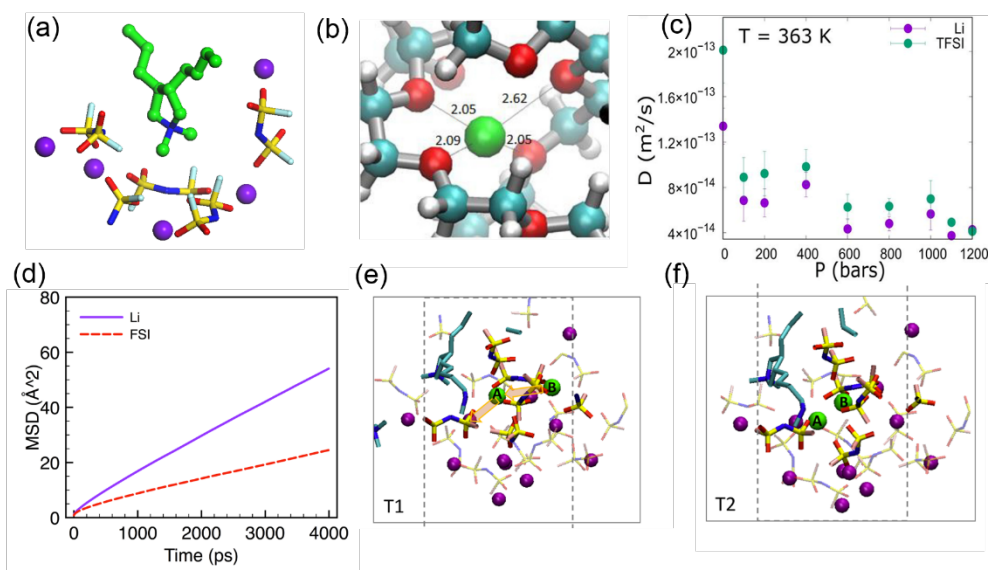 (a)
(b)
2.05
2.62
2.09
2.05
(c)
T = 363 K
Li
TFSI
D (m²/s)
2×10⁻¹³
2×10⁻¹³
1×10⁻¹³
8×10⁻¹⁴
4×10⁻¹⁴
0 200 400 600 800 1000 1200
P (bars)
(d)
Li
FSI
MSD (Å^2)
80
60
40
20
0
0 1000 2000 3000 4000
Time (ps)
(e)
A
B
T1
(f)
B
A
T2